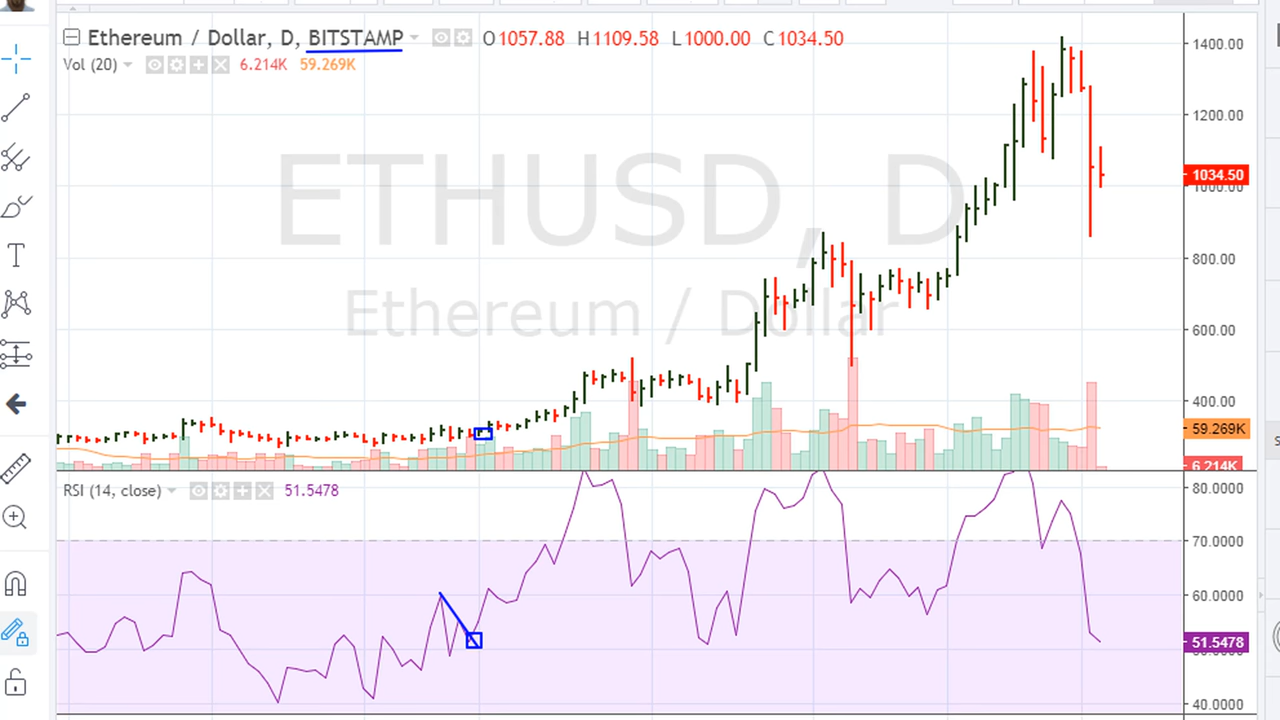 Ethereum / Dollar, D, BITSTAMP O1057.88 H1109.58 L1000.00 C1034.50
Vol (20) 6.214K 59.269K
ETHUSD, D
Ethereum / Dollar
1400.00
1200.00
1034.50
1000.00
800.00
600.00
400.00
59.269K
6.214K
RSI (14, close) 51.5478
80.0000
70.0000
60.0000
51.5478
50.0000
40.0000